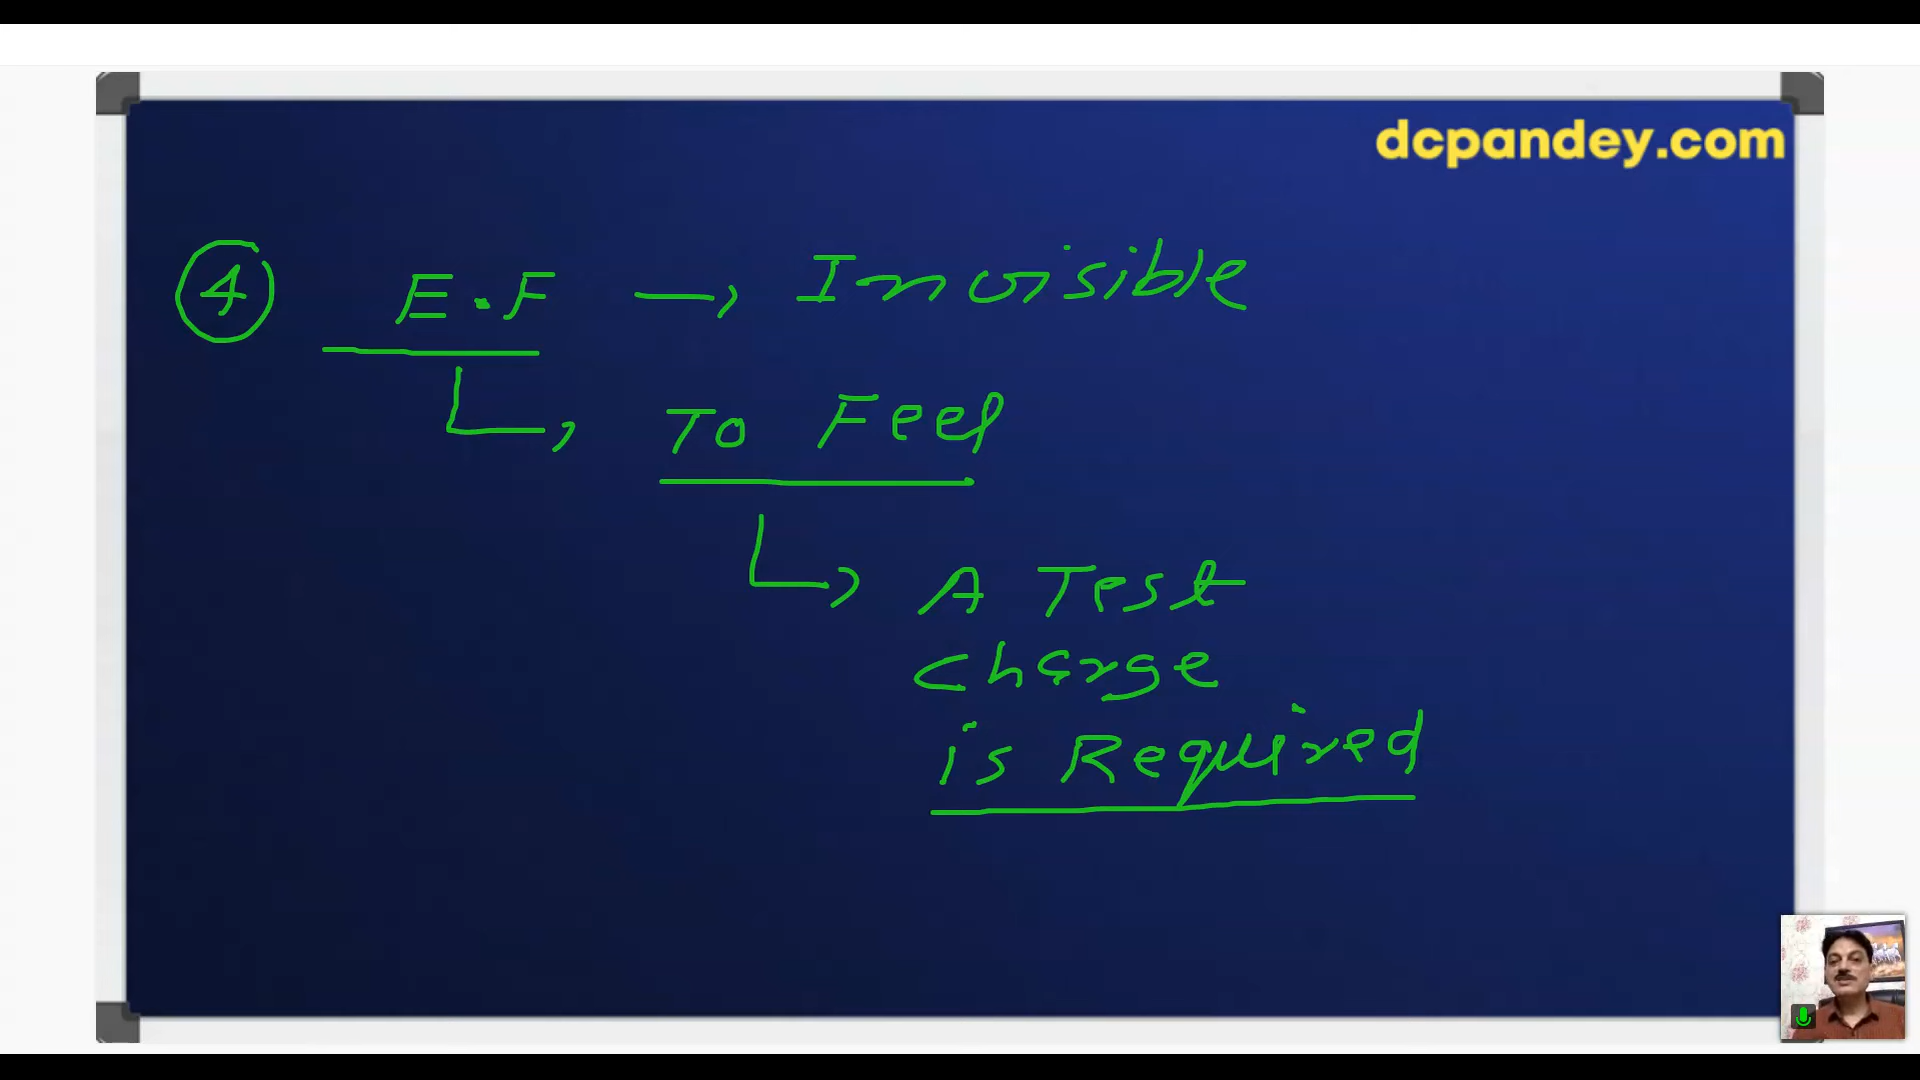 dcpandey.com
4 E.F → Invisible
↳ To Feel
↳ A Test
charge
is Required